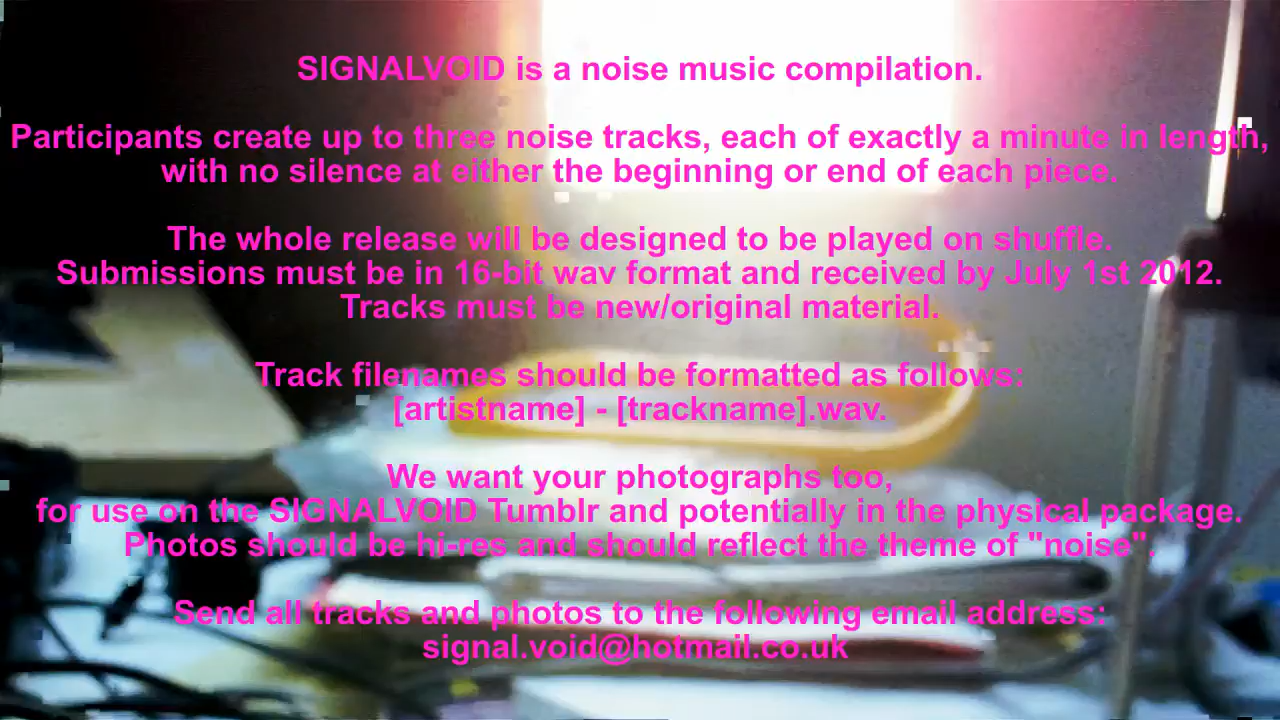 SIGNALVOID is a noise music compilation.
Participants create up to three noise tracks, each of exactly a minute in length,
with no silence at either the beginning or end of each piece.
The whole release will be designed to be played on shuffle.
Submissions must be in 16-bit wav format and received by July 1st 2012.
Tracks must be new/original material.
Track filenames should be formatted as follows:
[artistname] - [trackname].wav.
We want your photographs too,
for use on the SIGNALVOID Tumblr and potentially in the physical package.
Photos should be hi-res and should reflect the theme of "noise".
Send all tracks and photos to the following email address:
signal.void@hotmail.co.uk